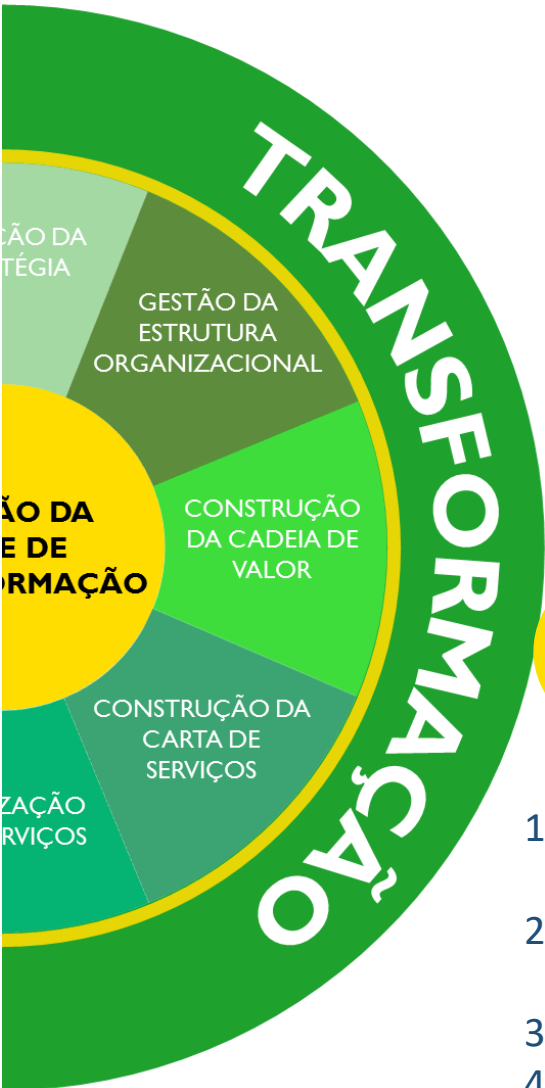 TRANSFORMAÇÃO
ÇÃO DA
TÉGIA
GESTÃO DA
ESTRUTURA
ORGANIZACIONAL
CONSTRUÇÃO
DA CADEIA DE
VALOR
ÃO DA
E DE
ORMAÇÃO
CONSTRUÇÃO DA
CARTA DE
SERVIÇOS
ZAÇÃO
RVIÇOS
1
2
3
4